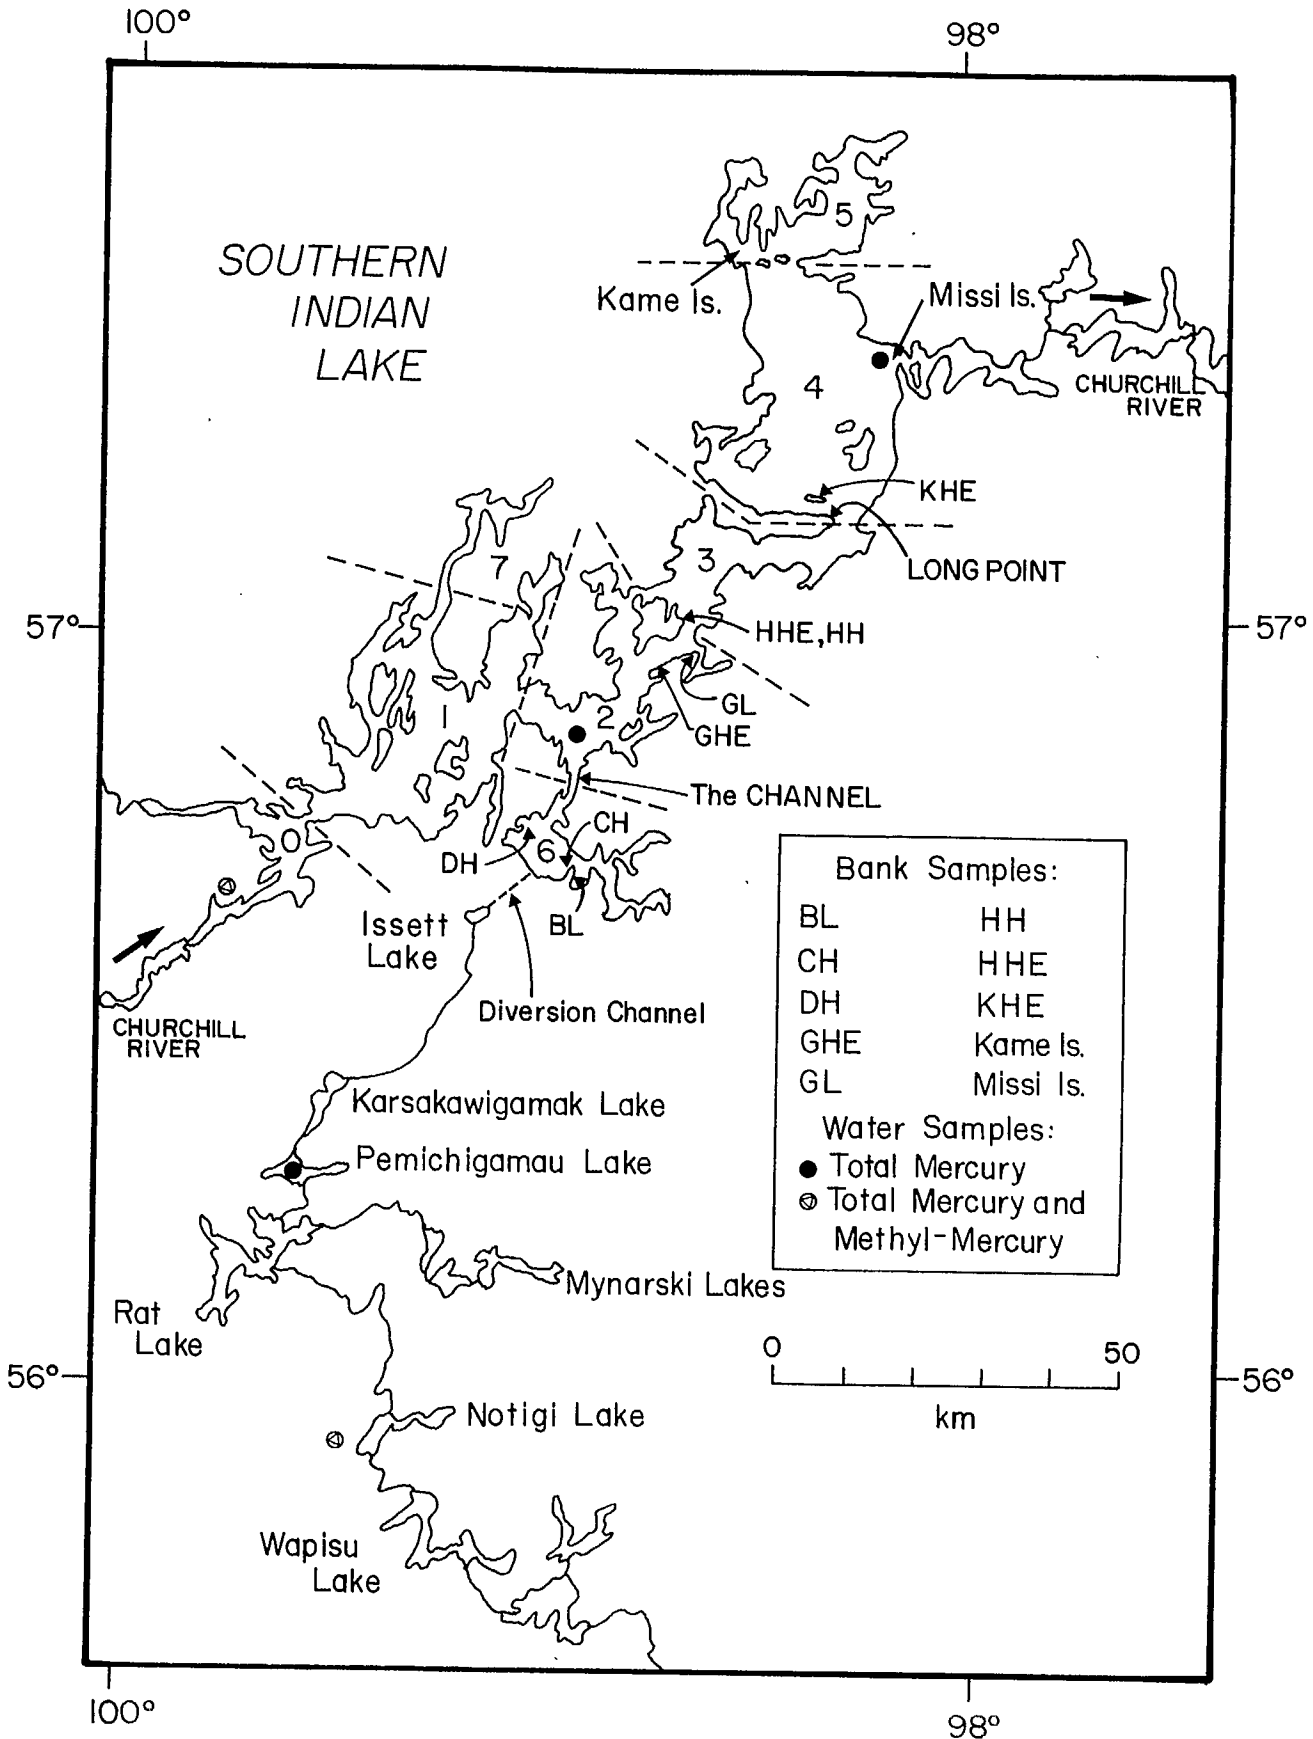 100°
98°
SOUTHERN
INDIAN
LAKE
5
Kame Is.
Missi Is.
4
CHURCHILL
RIVER
KHE
LONG POINT
7
3
57°
57°
HHE,HH
GL
GHE
1
2
The CHANNEL
0
CH
6
DH
BL
Issett
Lake
Diversion Channel
CHURCHILL
RIVER
Karsakawigamak Lake
Pemichigamau Lake
Mynarski Lakes
Rat
Lake
Bank Samples:
BL HH
CH HHE
DH KHE
GHE Kame Is.
GL Missi Is.
Water Samples:
Total Mercury
Total Mercury and
Methyl-Mercury
0 50
km
56°
56°
Notigi Lake
Wapisu
Lake
100°
98°